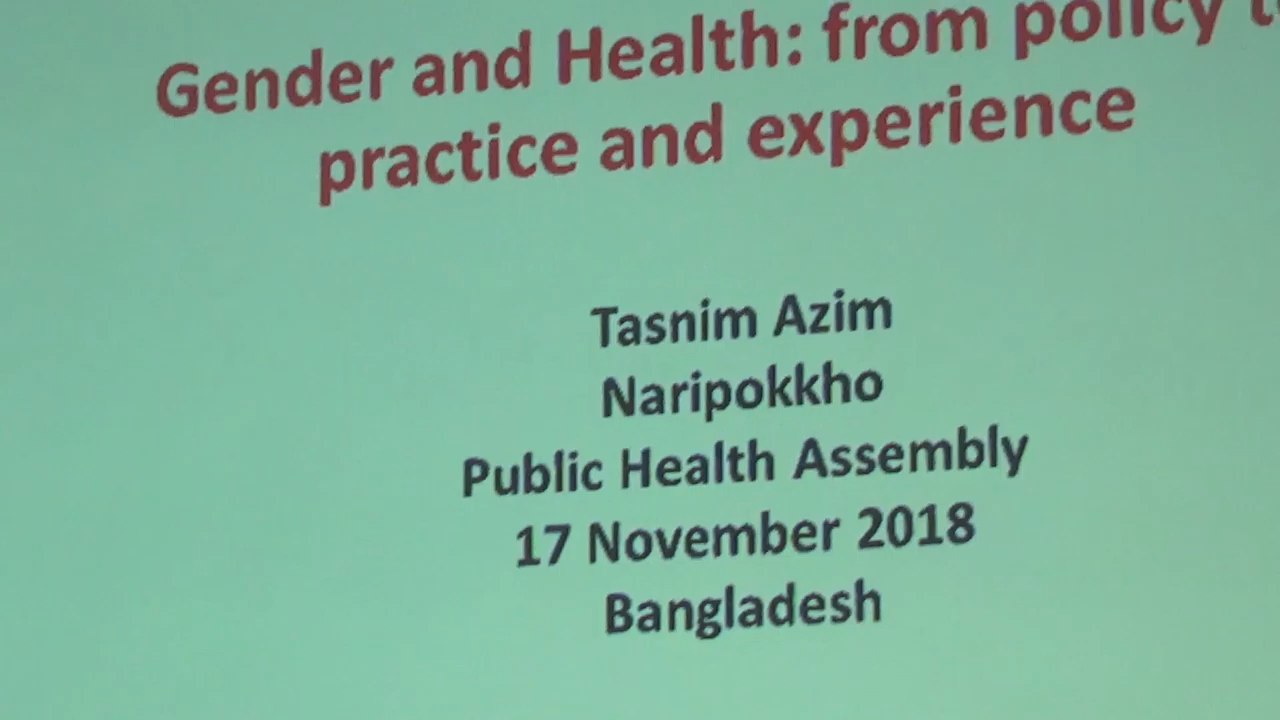 Gender and Health: from policy
practice and experience
Tasnim Azim
Naripokkho
Public Health Assembly
17 November 2018
Bangladesh